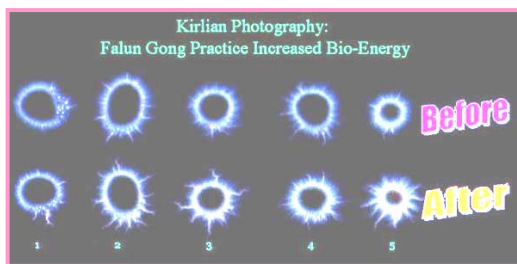 Kirlian Photography:
Falun Gong Practice Increased Bio-Energy
Before
After
1 2 3 4 5